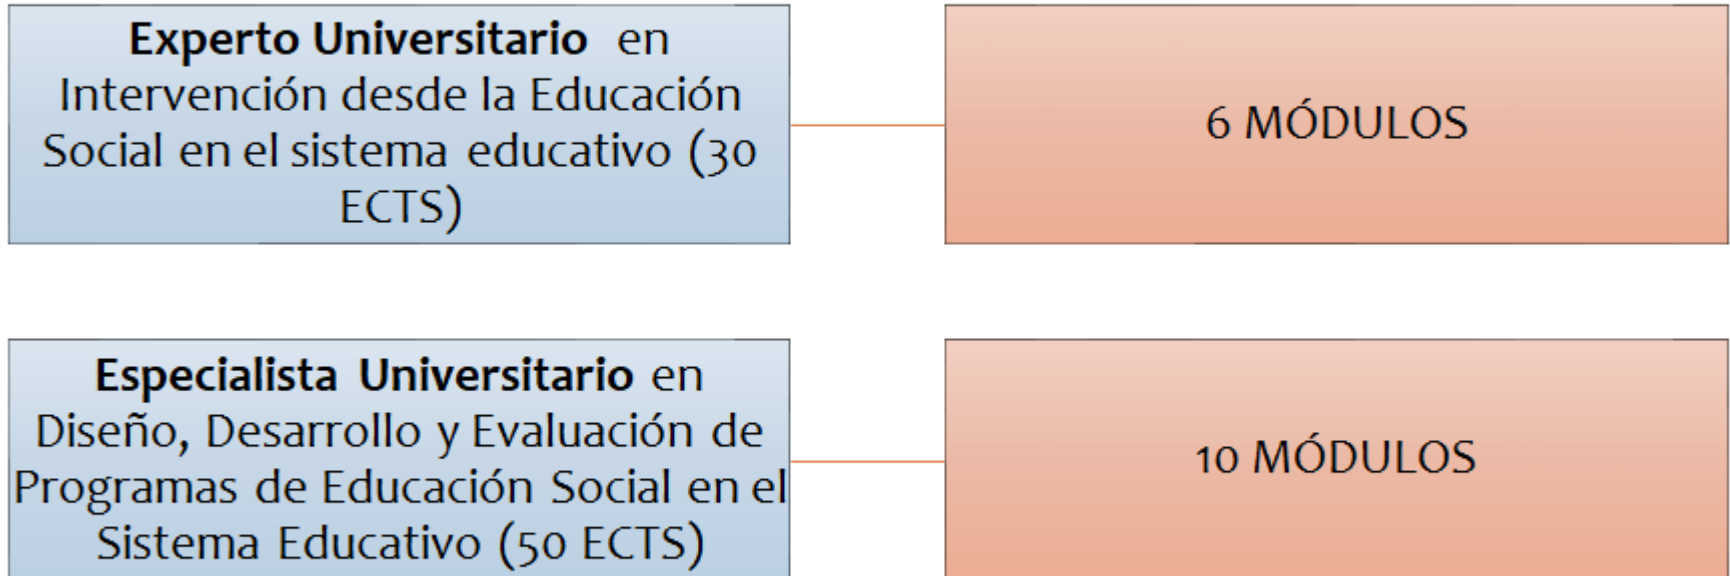 Experto Universitario en
Intervención desde la Educación
Social en el sistema educativo (30
ECTS)
6 MÓDULOS
Especialista Universitario en
Diseño, Desarrollo y Evaluación de
Programas de Educación Social en el
Sistema Educativo (50 ECTS)
10 MÓDULOS